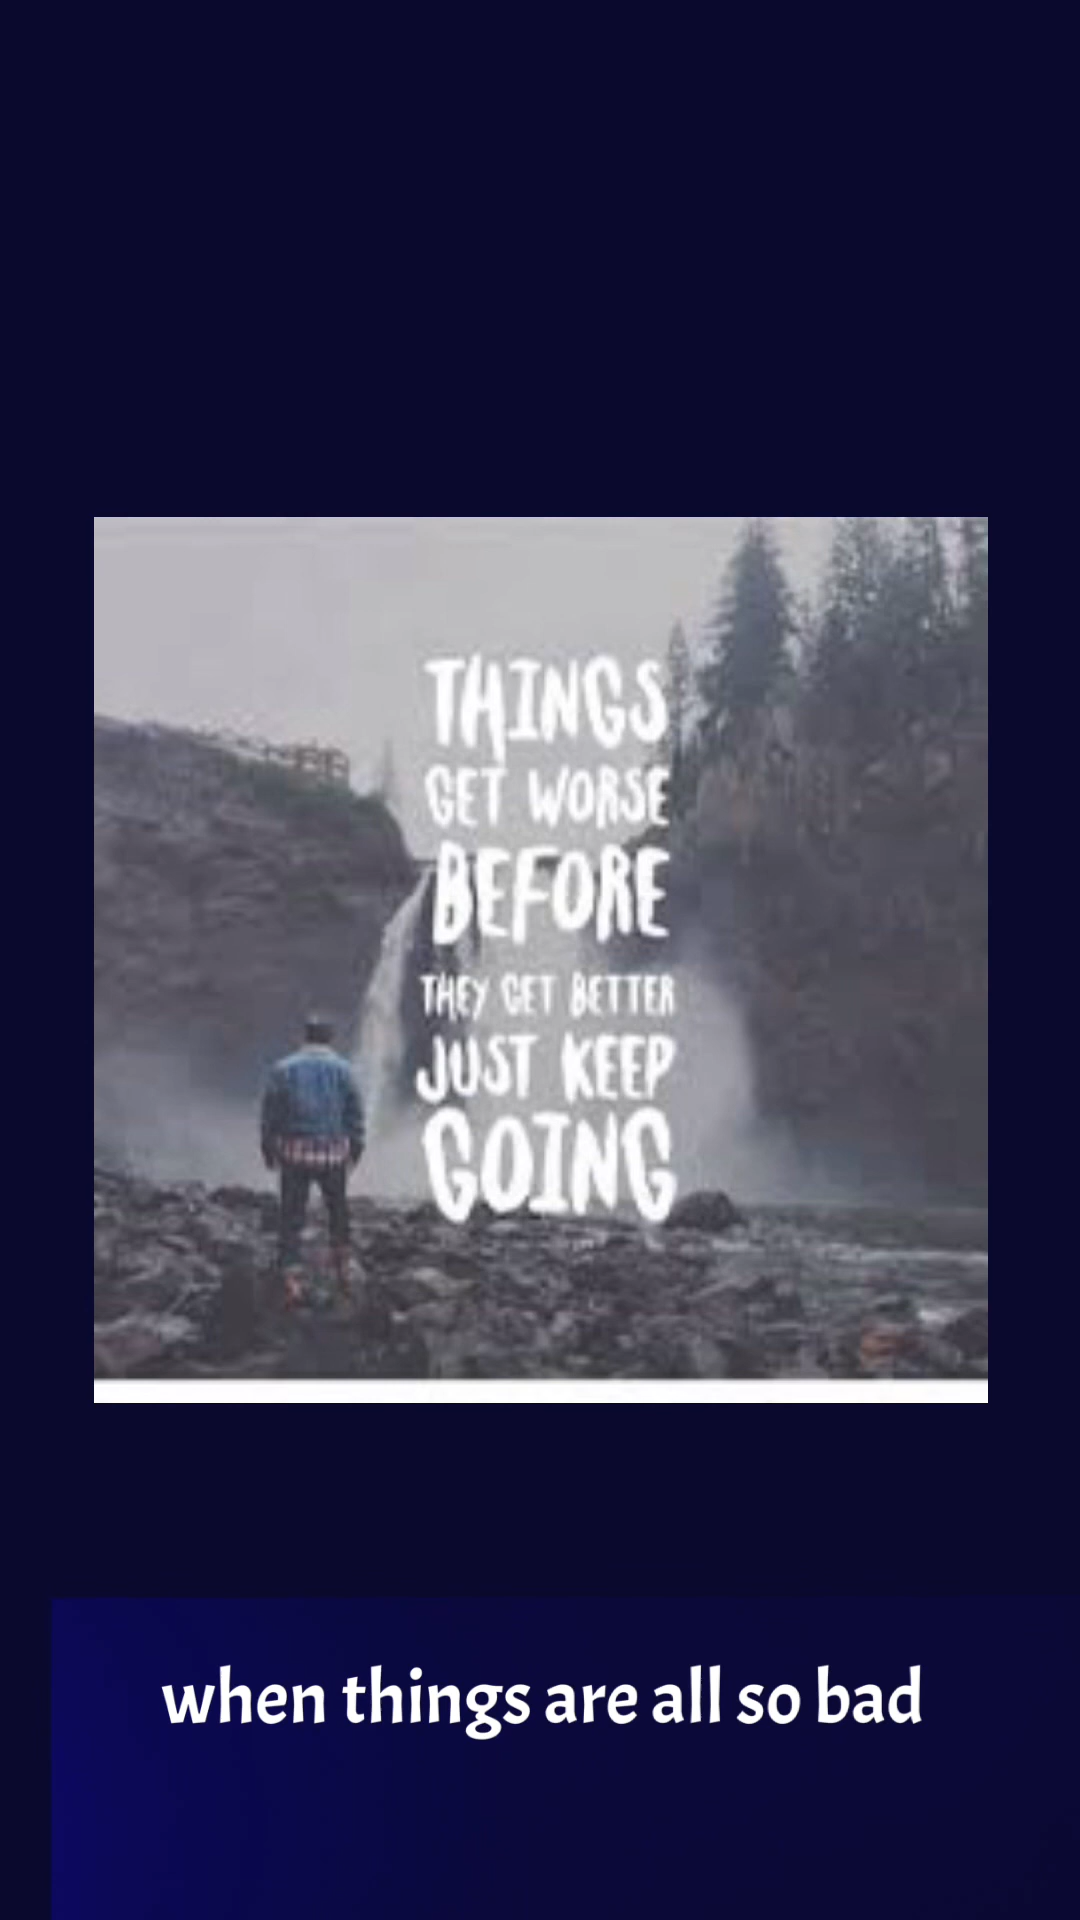 THINGS
GET WORSE
BEFORE
THEY GET BETTER
JUST KEEP
GOING
when things are all so bad